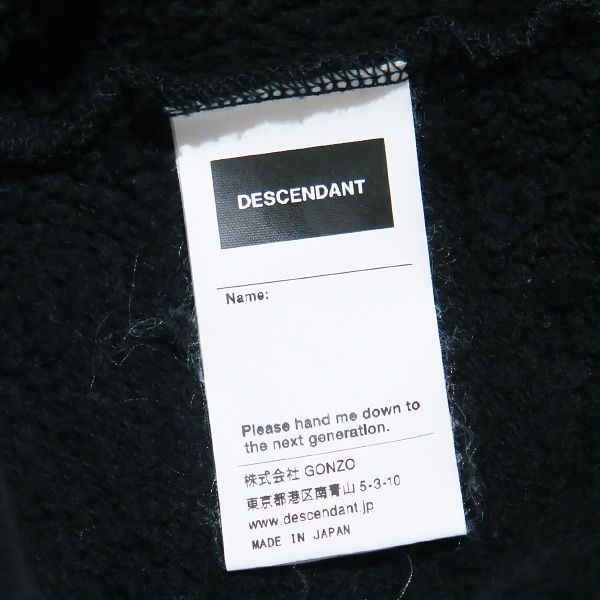 DESCENDANT
Name:
Please hand me down to
the next generation.
株式会社 GONZO
東京都港区南青山 5-3-10
www.descendant.jp
MADE IN JAPAN